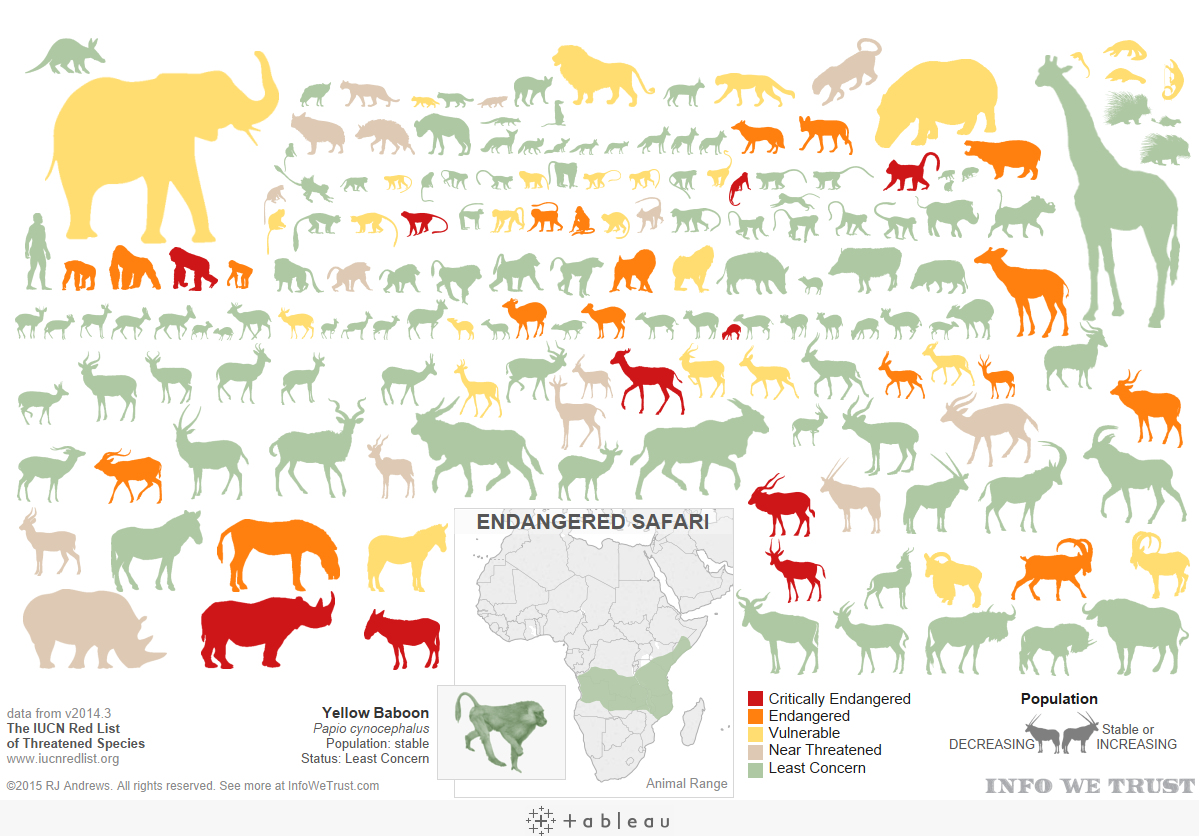 ENDANGERED SAFARI
data from v2014.3
The IUCN Red List
of Threatened Species
www.iucnredlist.org
©2015 RJ Andrews. All rights reserved. See more at InfoWeTrust.com
Yellow Baboon
Papio cynocephalus
Population: stable
Status: Least Concern
Animal Range
Critically Endangered
Endangered
Vulnerable
Near Threatened
Least Concern
Population
DECREASING
Stable or
INCREASING
INFO WE TRUST
+ableau